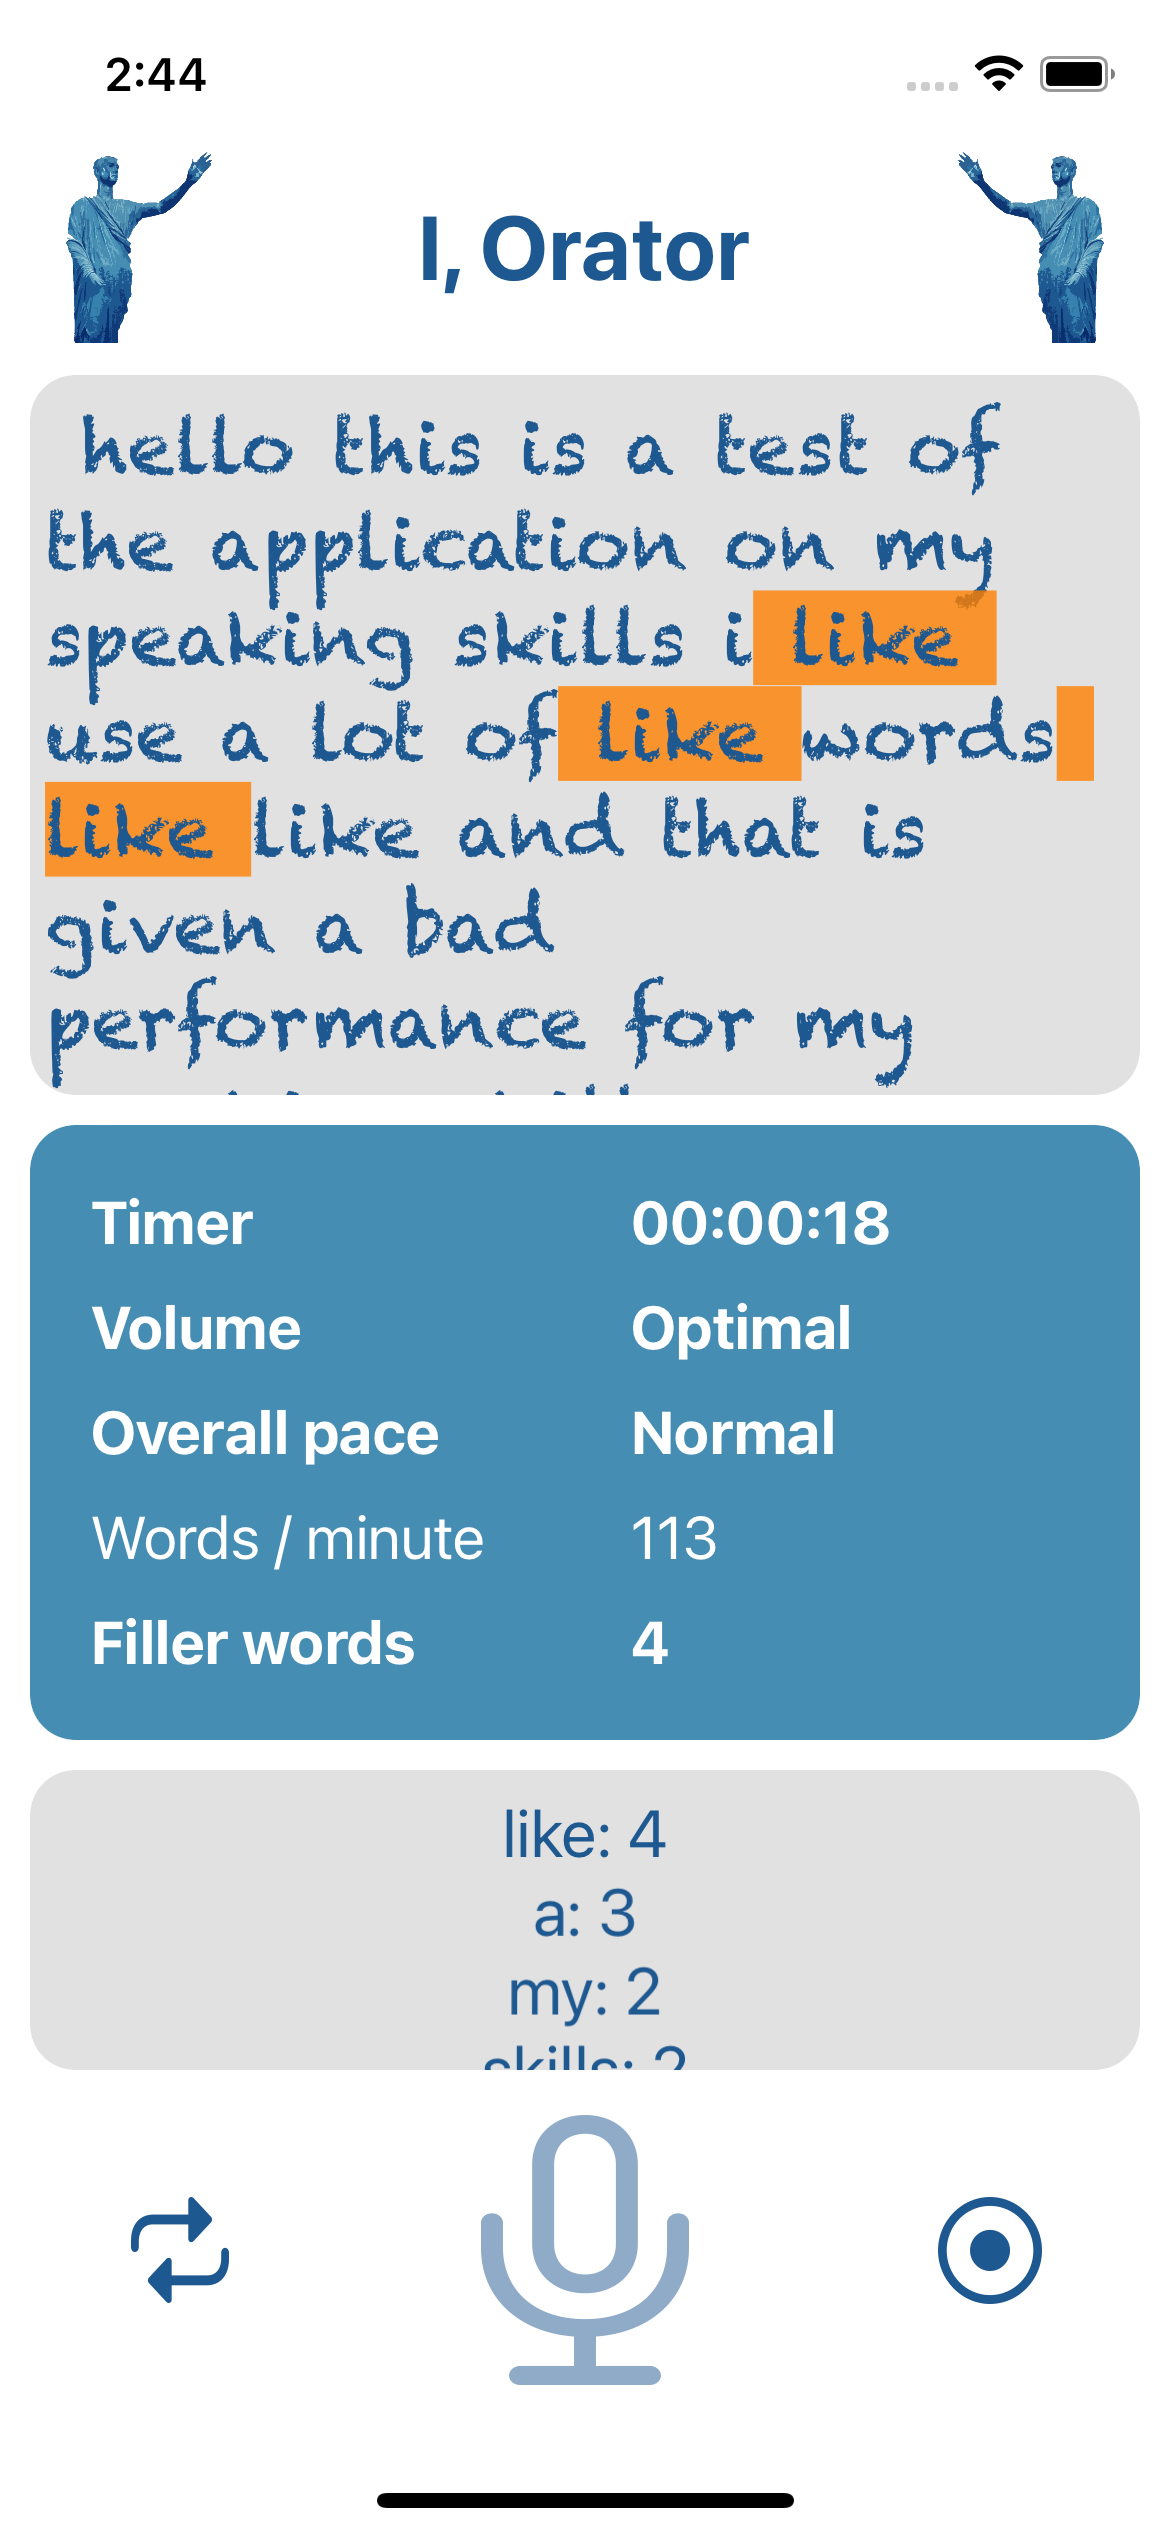 2:44
I, Orator
hello this is a test of
the application on my
speaking skills i like
use a lot of like words
like like and that is
given a bad
performance for my
Timer 00:00:18
Volume Optimal
Overall pace Normal
Words / minute 113
Filler words 4
like: 4
a: 3
my: 2
skills: 2